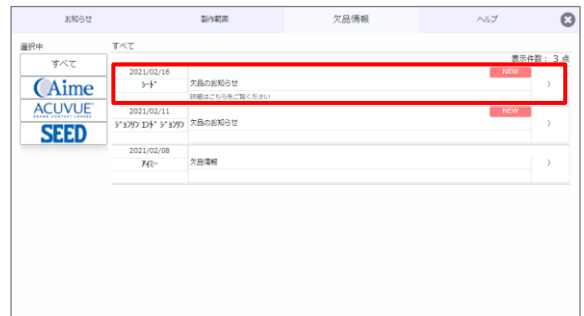 お知らせ
製作範囲
欠品情報
ヘルプ
選択中
すべて
すべて
表示件数： 3 点
Aime
ACUVUE
BRAND CONTACT LENSES
SEED
2021/02/16
NEW
ｼｰﾄﾞ
欠品のお知らせ
詳細はこちらをご覧ください
2021/02/11
NEW
ｼﾞｮﾝｿﾝ ｴﾝﾄﾞ ｼﾞｮﾝｿﾝ
欠品のお知らせ
2021/02/08
ｱｲﾐｰ
欠品情報